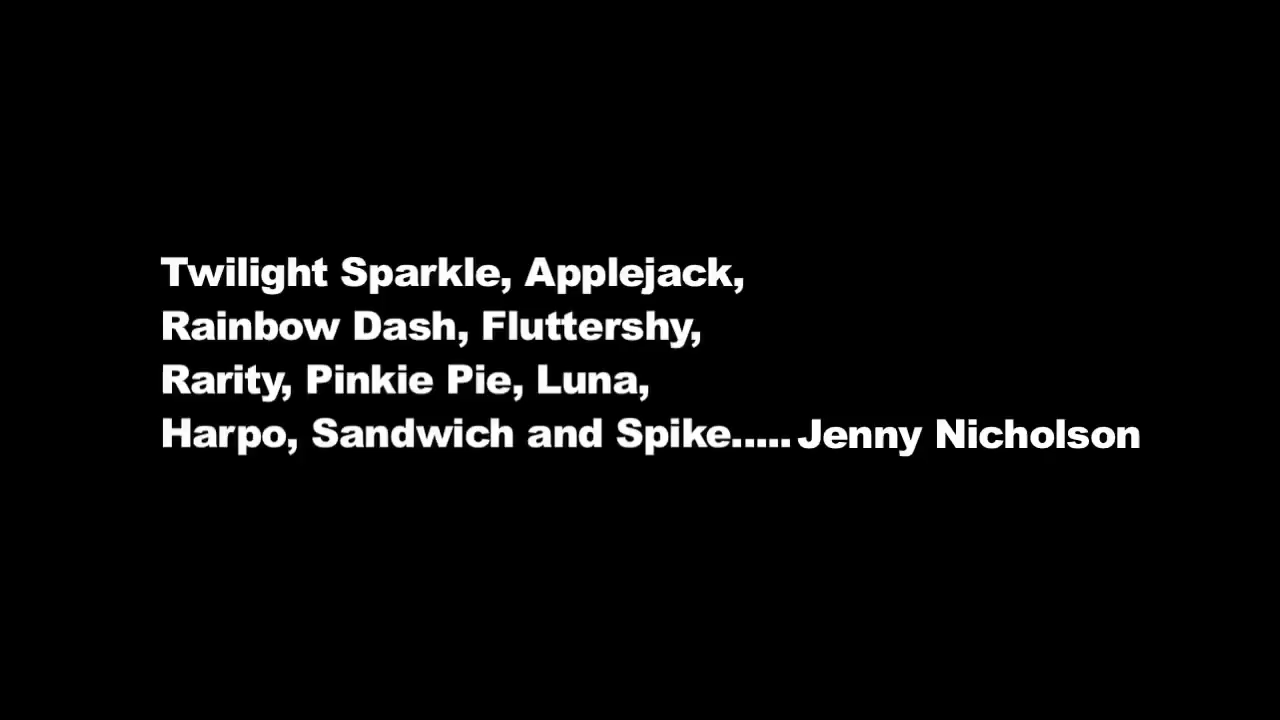 Twilight Sparkle, Applejack,
Rainbow Dash, Fluttershy,
Rarity, Pinkie Pie, Luna,
Harpo, Sandwich and Spike..... Jenny Nicholson